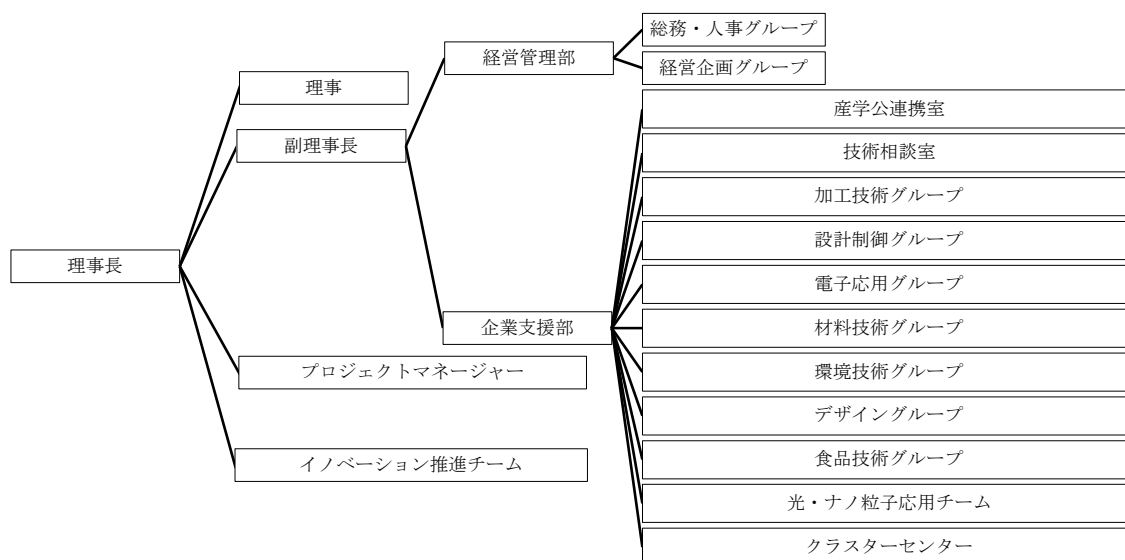 総務・人事グループ
経営管理部
経営企画グループ
理事
産学公連携室
副理事長
技術相談室
加工技術グループ
設計制御グループ
理事長
電子応用グループ
企業支援部
材料技術グループ
プロジェクトマネージャー
環境技術グループ
デザイングループ
イノベーション推進チーム
食品技術グループ
光・ナノ粒子応用チーム
クラスターセンター